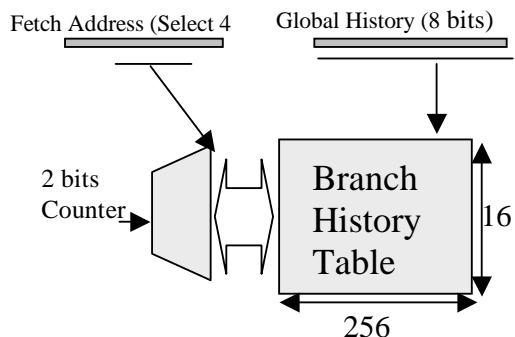 Fetch Address (Select 4
Global History (8 bits)
2 bits
Counter
Branch
History
Table
16
256